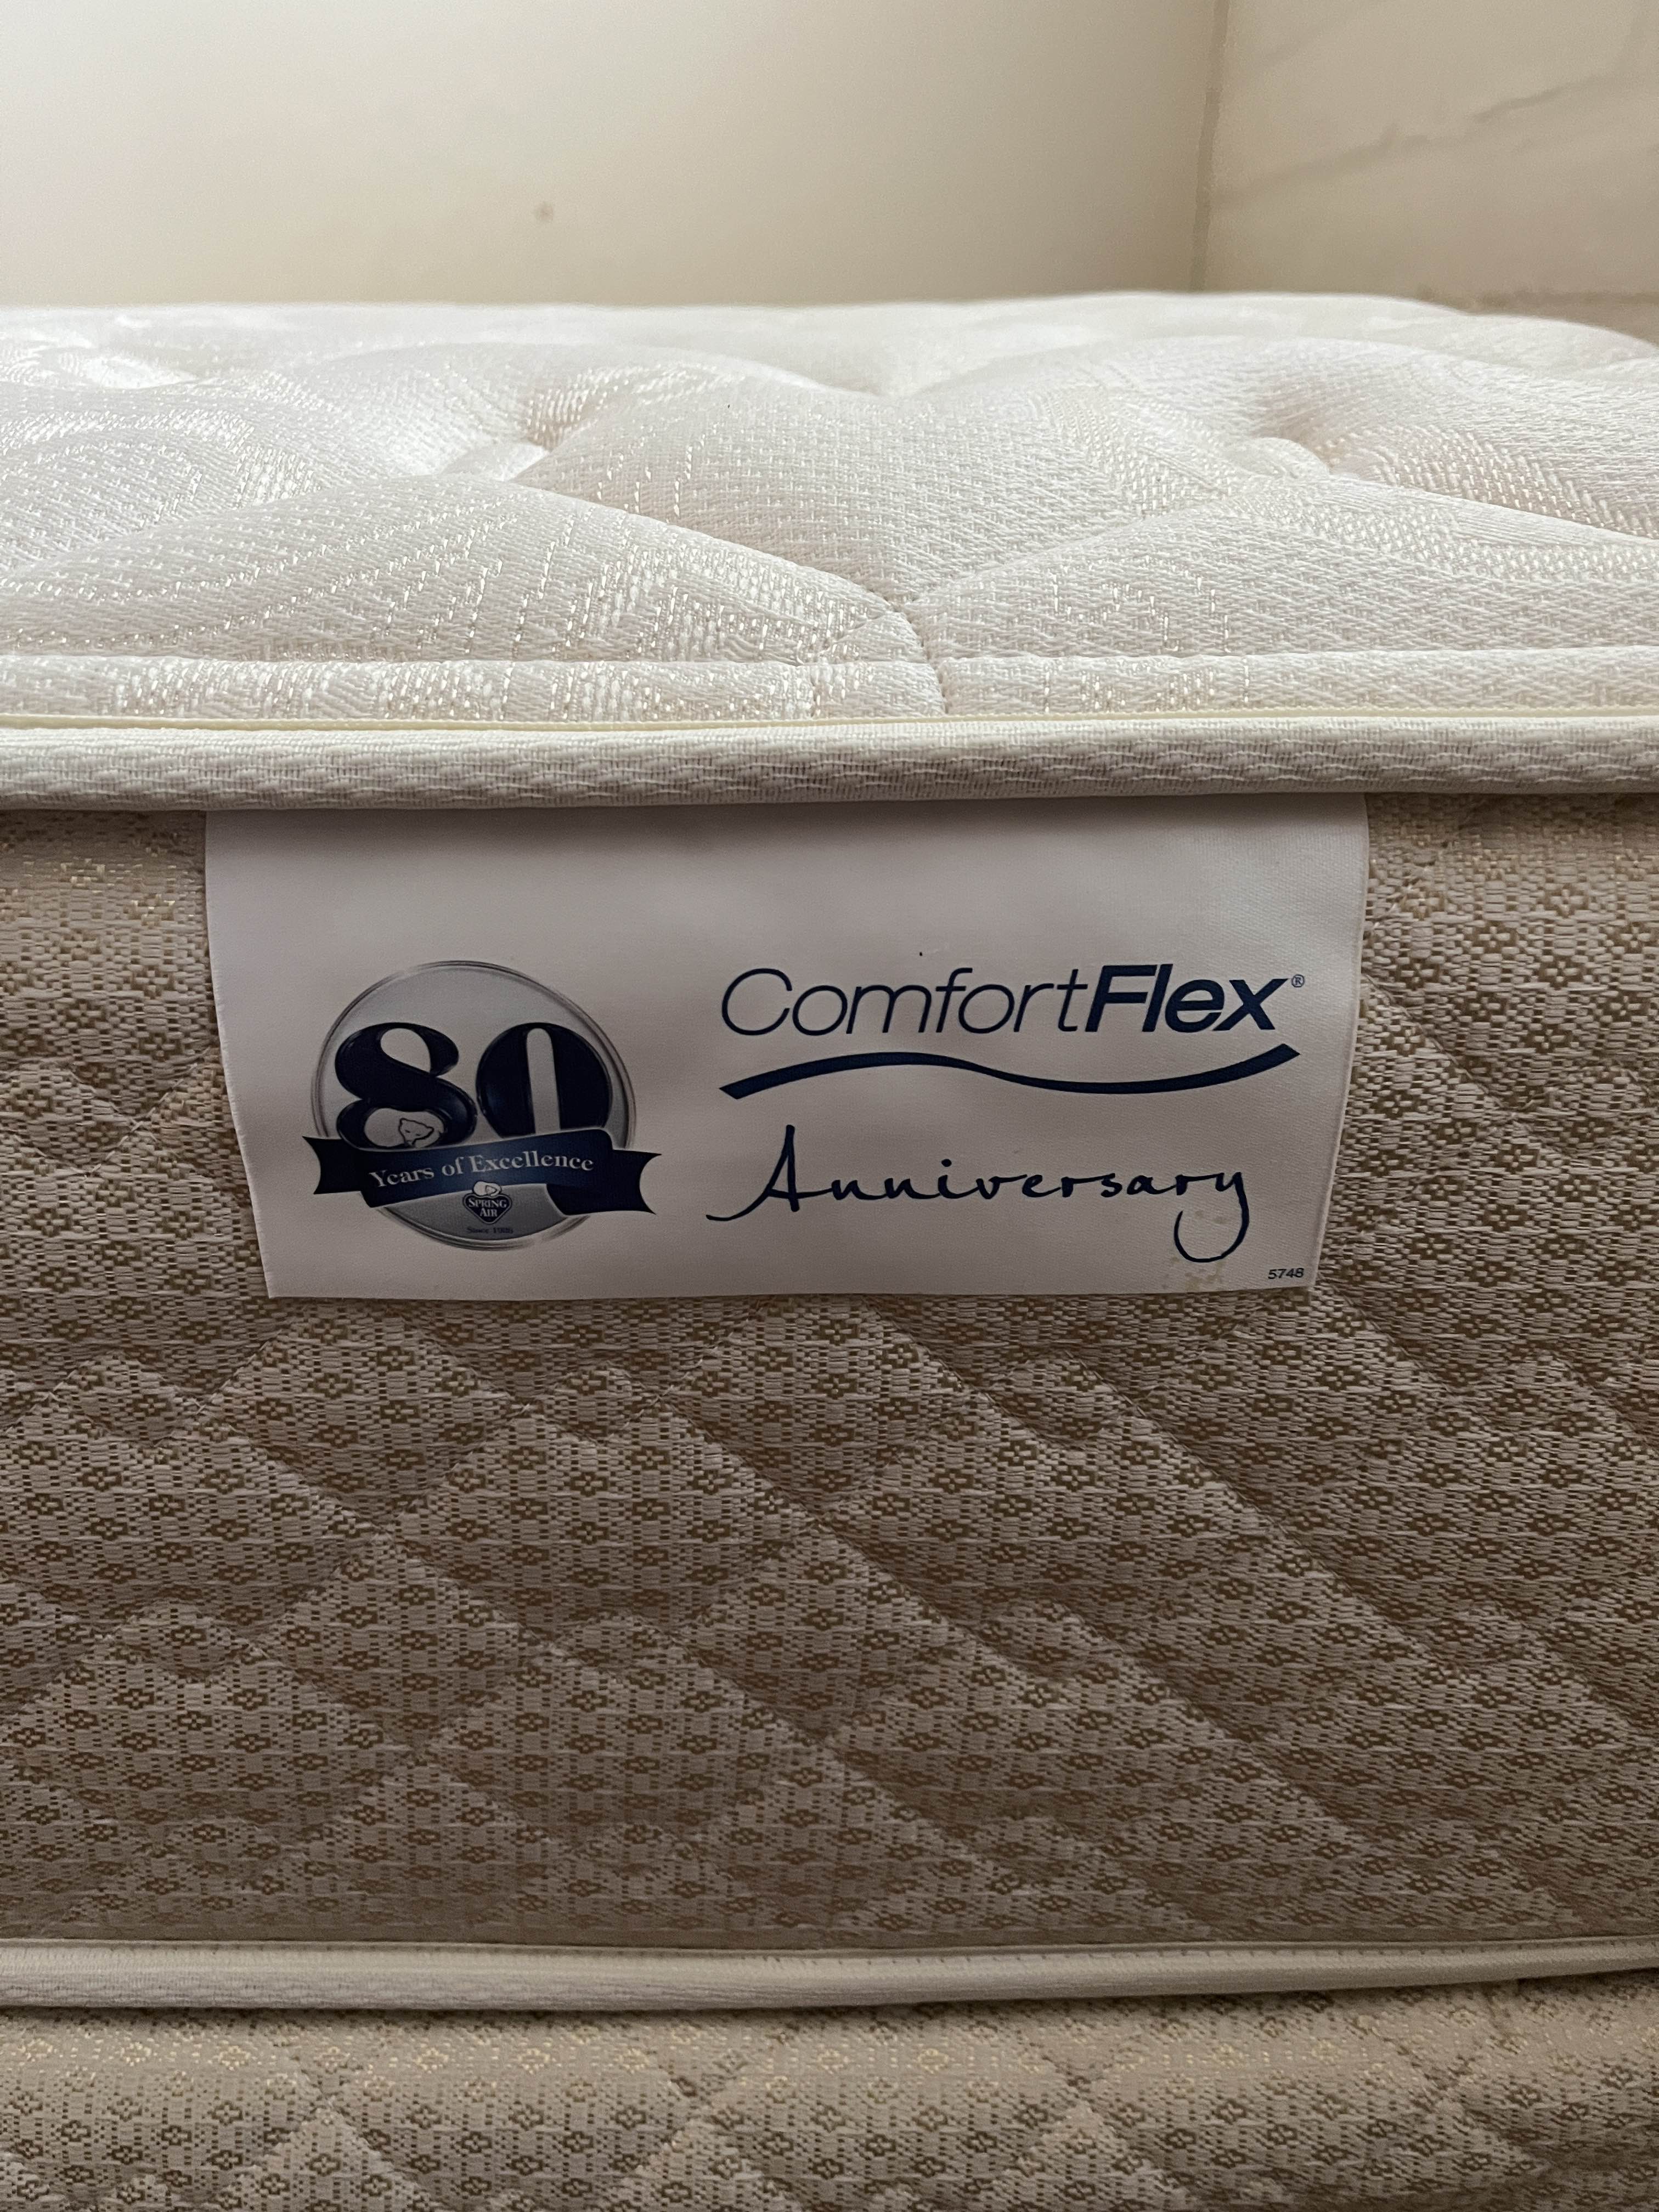 80
Years of Excellence
SPRING
AIR
ComfortFlex®
Anniversary
5748